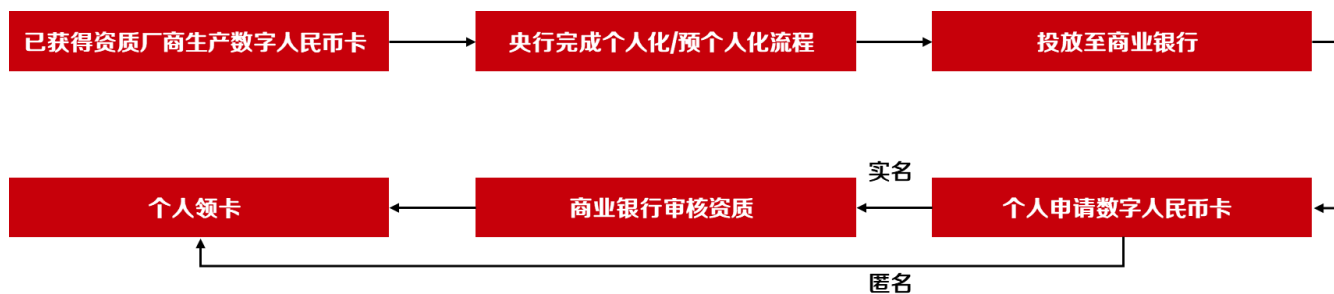 已获得资质厂商生产数字人民币卡
央行完成个人化/预个人化流程
投放至商业银行
实名
个人申请数字人民币卡
商业银行审核资质
个人领卡
匿名